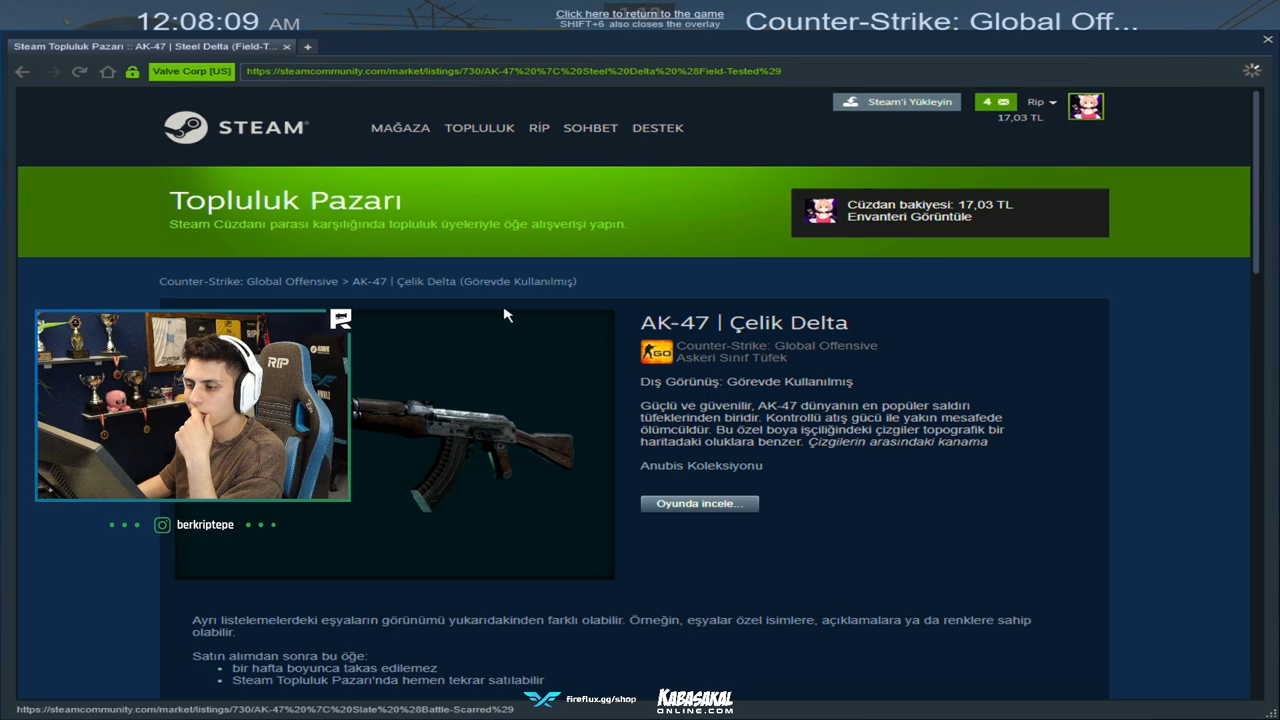 12:08:09 AM
Click here to return to the game
SHIFT+6 also closes the overlay
Counter-Strike: Global Off...
Steam Topluluk Pazarı :: AK-47 | Steel Delta (Field-T...
Valve Corp [US]
https://steamcommunity.com/market/listings/730/AK-47%20%7C%20Steel%20Delta%20%28Field-Tested%29
Steam'i Yükleyin
4
Rip
17,03 TL
STEAM
MAĞAZA TOPLULUK RİP SOHBET DESTEK
Topluluk Pazarı
Steam Cüzdanı parası karşılığında topluluk üyeleriyle öğe alışverişi yapın.
Cüzdan bakiyesi: 17,03 TL
Envanteri Görüntüle
Counter-Strike: Global Offensive > AK-47 | Çelik Delta (Görevde Kullanılmış)
RIP
berkriptepe
AK-47 | Çelik Delta
GO
Counter-Strike: Global Offensive
Askeri Sınıf Tüfek
Dış Görünüş: Görevde Kullanılmış
Güçlü ve güvenilir, AK-47 dünyanın en popüler saldırı
tüfeklerinden biridir. Kontrollü atış gücü ile yakın mesafede
ölümcüldür. Bu özel boya işçiliğindeki çizgiler topografik bir
haritadaki oluklara benzer. Çizgilerin arasındaki kanama
Anubis Koleksiyonu
Oyunda incele...
Ayrı listelemelerdeki eşyaların görünümü yukarıdakinden farklı olabilir. Örneğin, eşyalar özel isimlere, açıklamalara ya da renklere sahip
olabilir.
Satın alımdan sonra bu öğe:
bir hafta boyunca takas edilemez
Steam Topluluk Pazarı'nda hemen tekrar satılabilir
fireflux.gg/shop
KABASAKAL
ONLINE.COM
https://steamcommunity.com/market/listings/730/AK-47%20%7C%20Slate%20%28Battle-Scarred%29